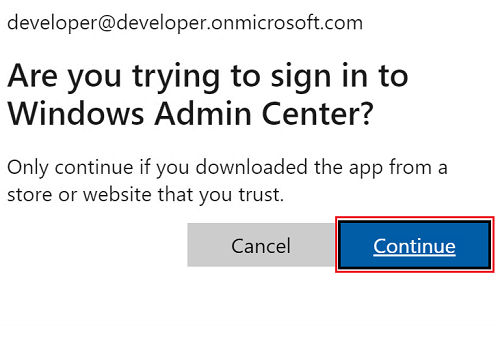 developer@developer.onmicrosoft.com
Are you trying to sign in to
Windows Admin Center?
Only continue if you downloaded the app from a
store or website that you trust.
Cancel
Continue